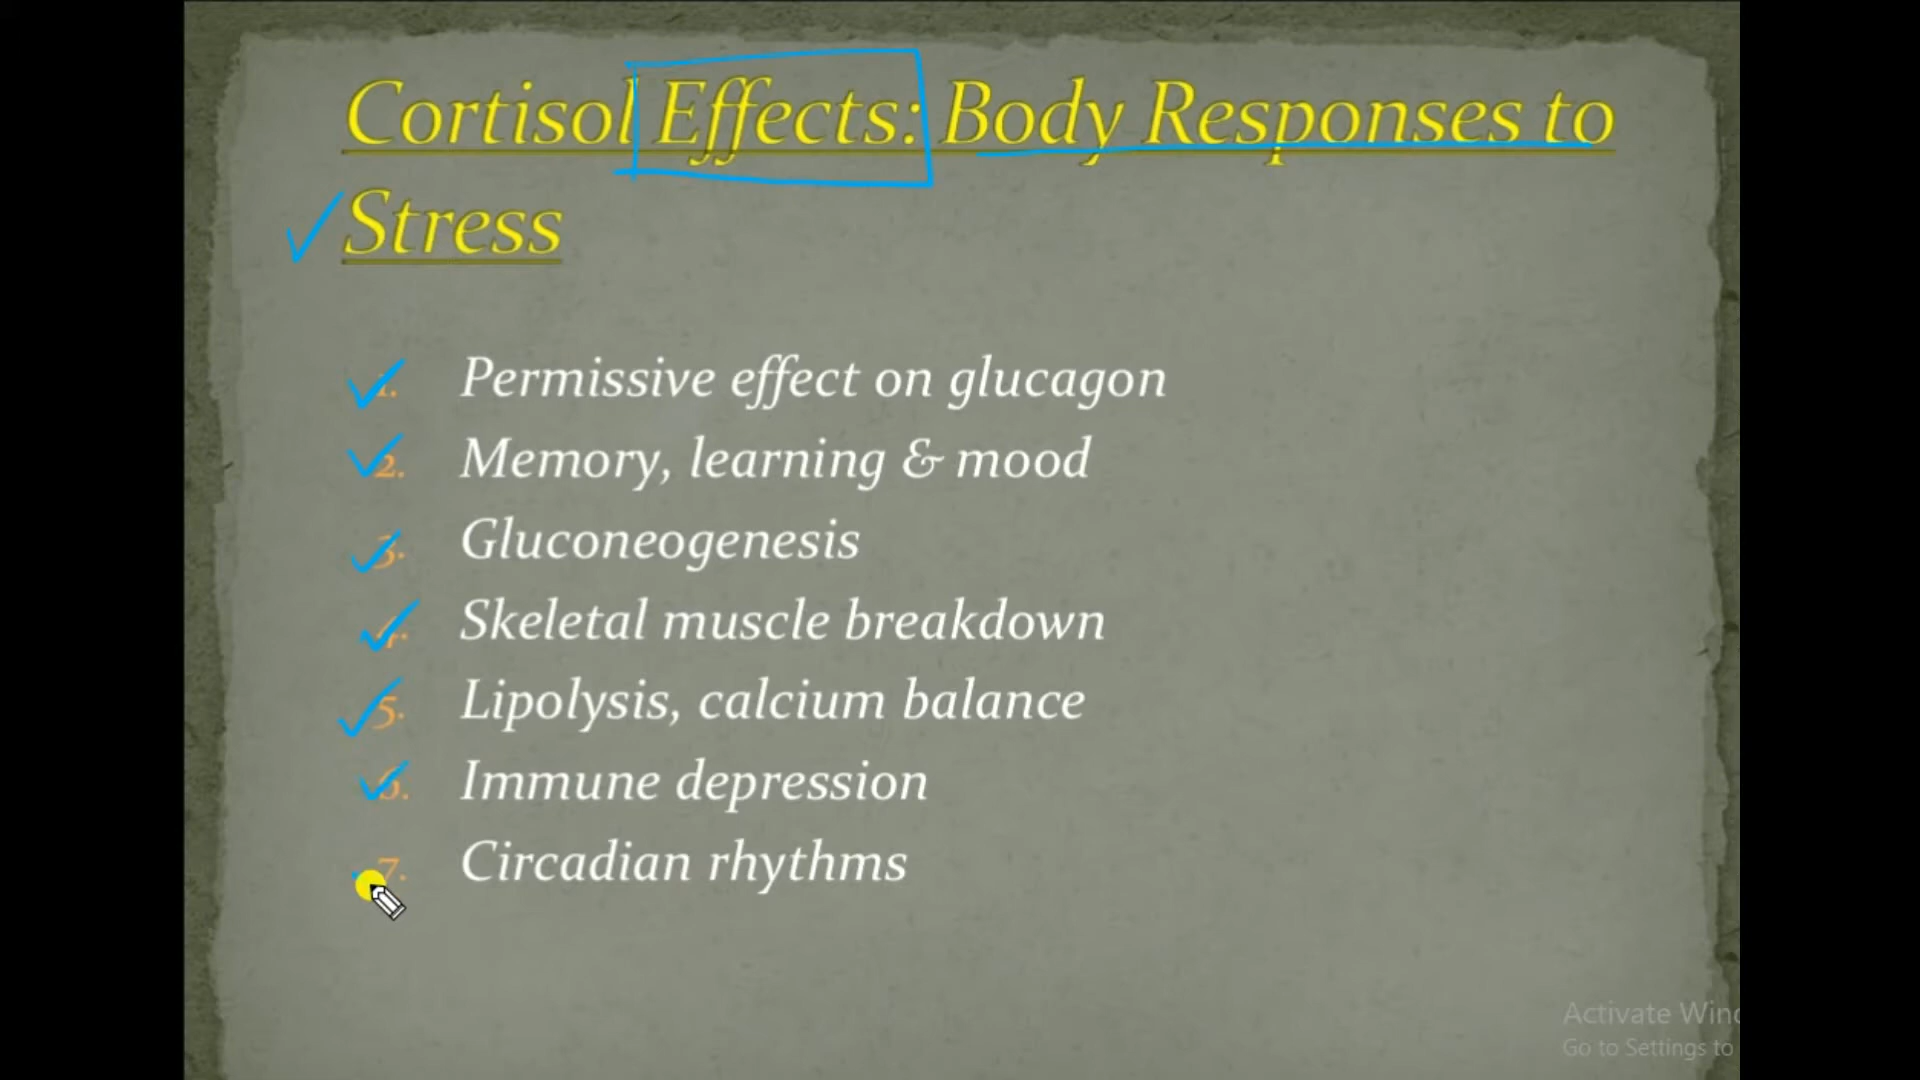 Cortisol Effects: Body Responses to
Stress
1. Permissive effect on glucagon
2. Memory, learning & mood
3. Gluconeogenesis
4. Skeletal muscle breakdown
5. Lipolysis, calcium balance
6. Immune depression
7. Circadian rhythms
Activate Wind
Go to Settings to